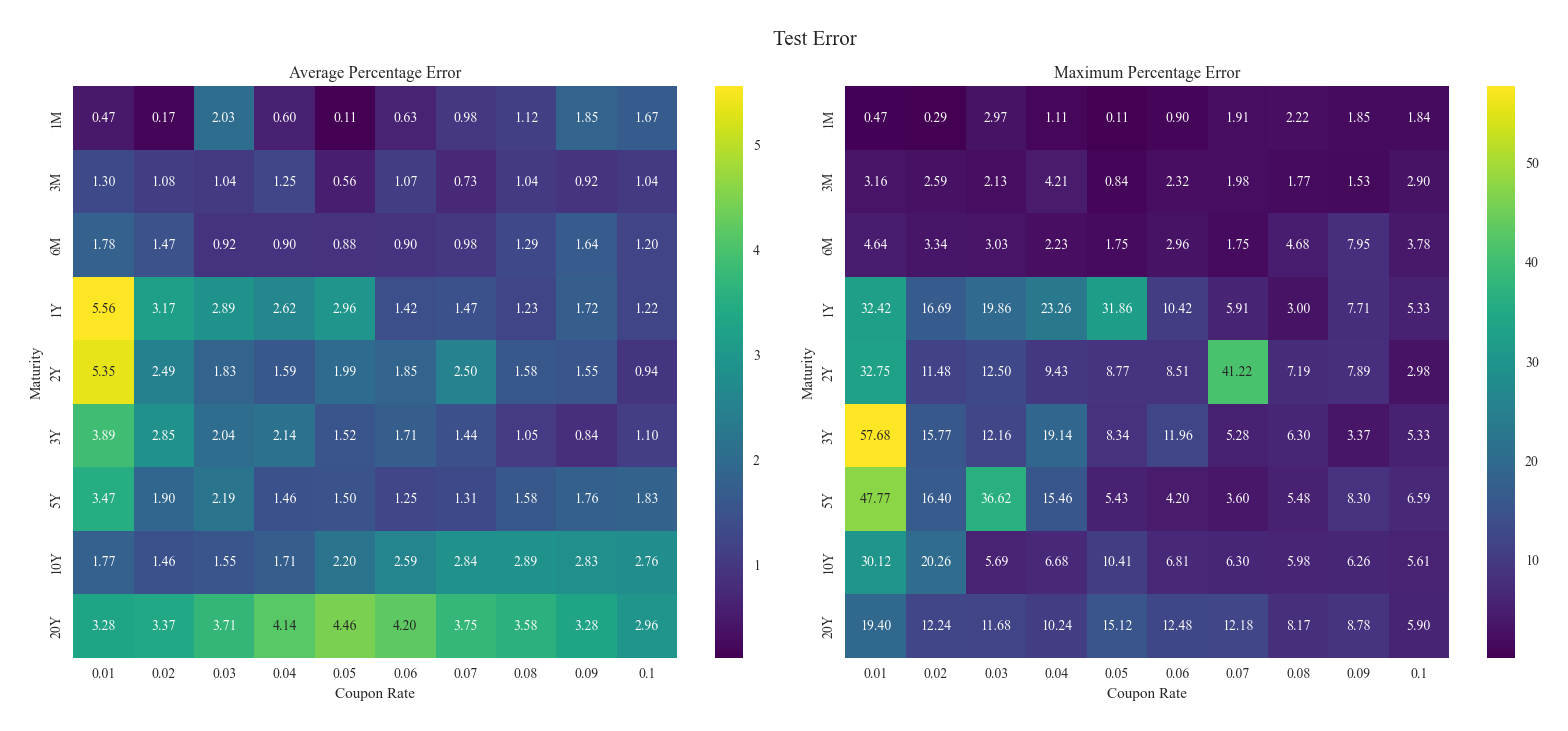 Test Error
Average Percentage Error
1M 0.47 0.17 2.03 0.60 0.11 0.63 0.98 1.12 1.85 1.67
3M 1.30 1.08 1.04 1.25 0.56 1.07 0.73 1.04 0.92 1.04
6M 1.78 1.47 0.92 0.90 0.88 0.90 0.98 1.29 1.64 1.20
1Y 5.56 3.17 2.89 2.62 2.96 1.42 1.47 1.23 1.72 1.22
2Y 5.35 2.49 1.83 1.59 1.99 1.85 2.50 1.58 1.55 0.94
3Y 3.89 2.85 2.04 2.14 1.52 1.71 1.44 1.05 0.84 1.10
5Y 3.47 1.90 2.19 1.46 1.50 1.25 1.31 1.58 1.76 1.83
10Y 1.77 1.46 1.55 1.71 2.20 2.59 2.84 2.89 2.83 2.76
20Y 3.28 3.37 3.71 4.14 4.46 4.20 3.75 3.58 3.28 2.96
0.01 0.02 0.03 0.04 0.05 0.06 0.07 0.08 0.09 0.1
Coupon Rate
Maturity
5
4
3
2
1
Maximum Percentage Error
1M 0.47 0.29 2.97 1.11 0.11 0.90 1.91 2.22 1.85 1.84
3M 3.16 2.59 2.13 4.21 0.84 2.32 1.98 1.77 1.53 2.90
6M 4.64 3.34 3.03 2.23 1.75 2.96 1.75 4.68 7.95 3.78
1Y 32.42 16.69 19.86 23.26 31.86 10.42 5.91 3.00 7.71 5.33
2Y 32.75 11.48 12.50 9.43 8.77 8.51 41.22 7.19 7.89 2.98
3Y 57.68 15.77 12.16 19.14 8.34 11.96 5.28 6.30 3.37 5.33
5Y 47.77 16.40 36.62 15.46 5.43 4.20 3.60 5.48 8.30 6.59
10Y 30.12 20.26 5.69 6.68 10.41 6.81 6.30 5.98 6.26 5.61
20Y 19.40 12.24 11.68 10.24 15.12 12.48 12.18 8.17 8.78 5.90
0.01 0.02 0.03 0.04 0.05 0.06 0.07 0.08 0.09 0.1
Coupon Rate
Maturity
50
40
30
20
10